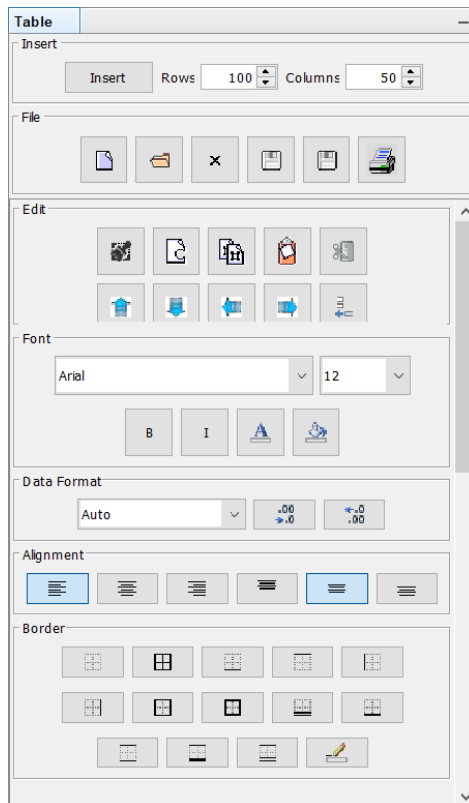 Table
Insert
Insert Rows 100 Columns 50
File
Edit
Font
Arial 12
B I A
Data Format
Auto .00 .0 .0 .00
Alignment
Border